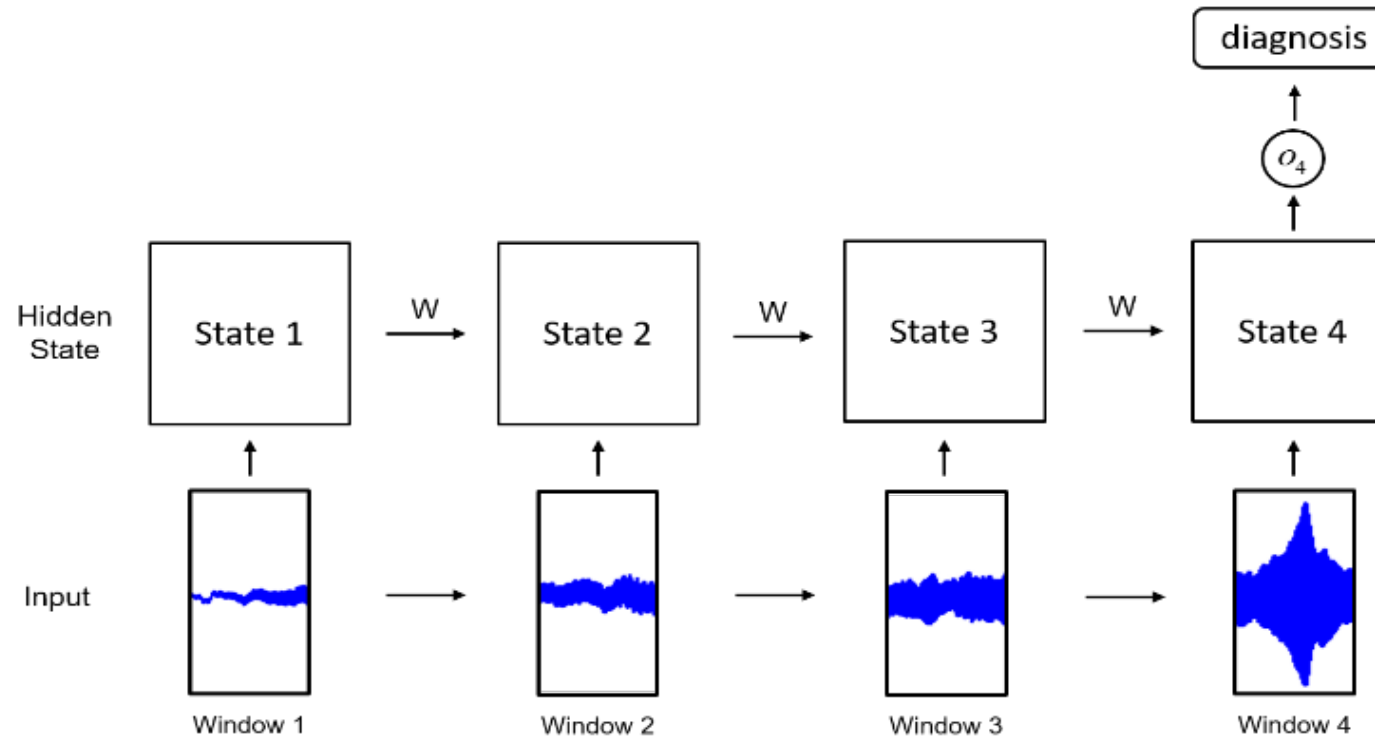 diagnosis
o4
Hidden
State
State 1
W
State 2
W
State 3
W
State 4
Input
Window 1
Window 2
Window 3
Window 4